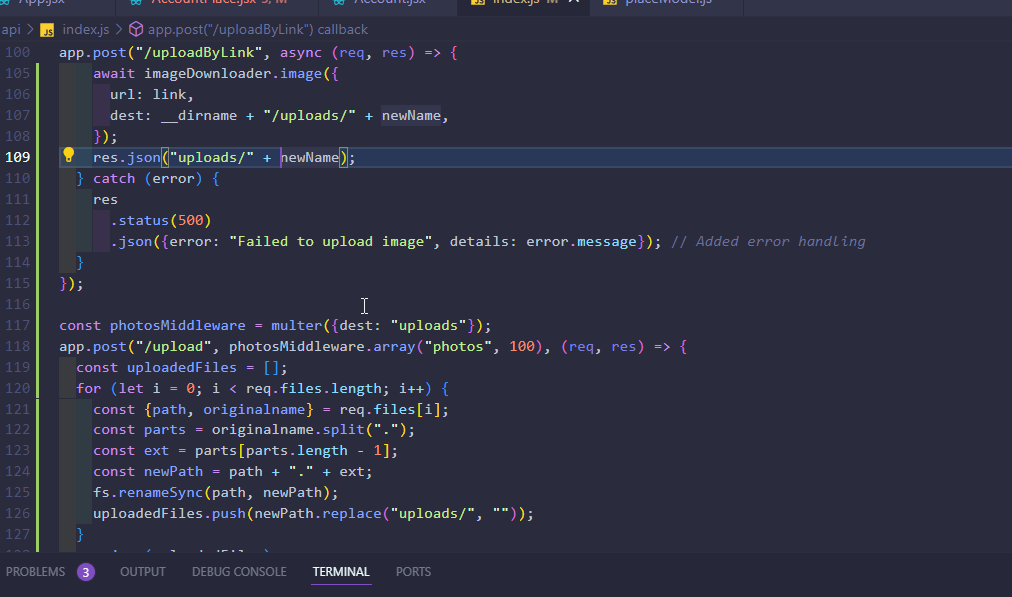 App.jsx AccountPlace.jsx 3, M Account.jsx index.js M placeModel.js
api > index.js > app.post("/uploadByLink") callback
100 app.post("/uploadByLink", async (req, res) => {
105 await imageDownloader.image({
106 url: link,
107 dest: __dirname + "/uploads/" + newName,
108 });
109 res.json("uploads/" + newName);
110 } catch (error) {
111 res
112 .status(500)
113 .json({error: "Failed to upload image", details: error.message}); // Added error handling
114 }
115 });
116
117 const photosMiddleware = multer({dest: "uploads"});
118 app.post("/upload", photosMiddleware.array("photos", 100), (req, res) => {
119 const uploadedFiles = [];
120 for (let i = 0; i < req.files.length; i++) {
121 const {path, originalname} = req.files[i];
122 const parts = originalname.split(".");
123 const ext = parts[parts.length - 1];
124 const newPath = path + "." + ext;
125 fs.renameSync(path, newPath);
126 uploadedFiles.push(newPath.replace("uploads/", ""));
127 }
PROBLEMS 3 OUTPUT DEBUG CONSOLE TERMINAL PORTS